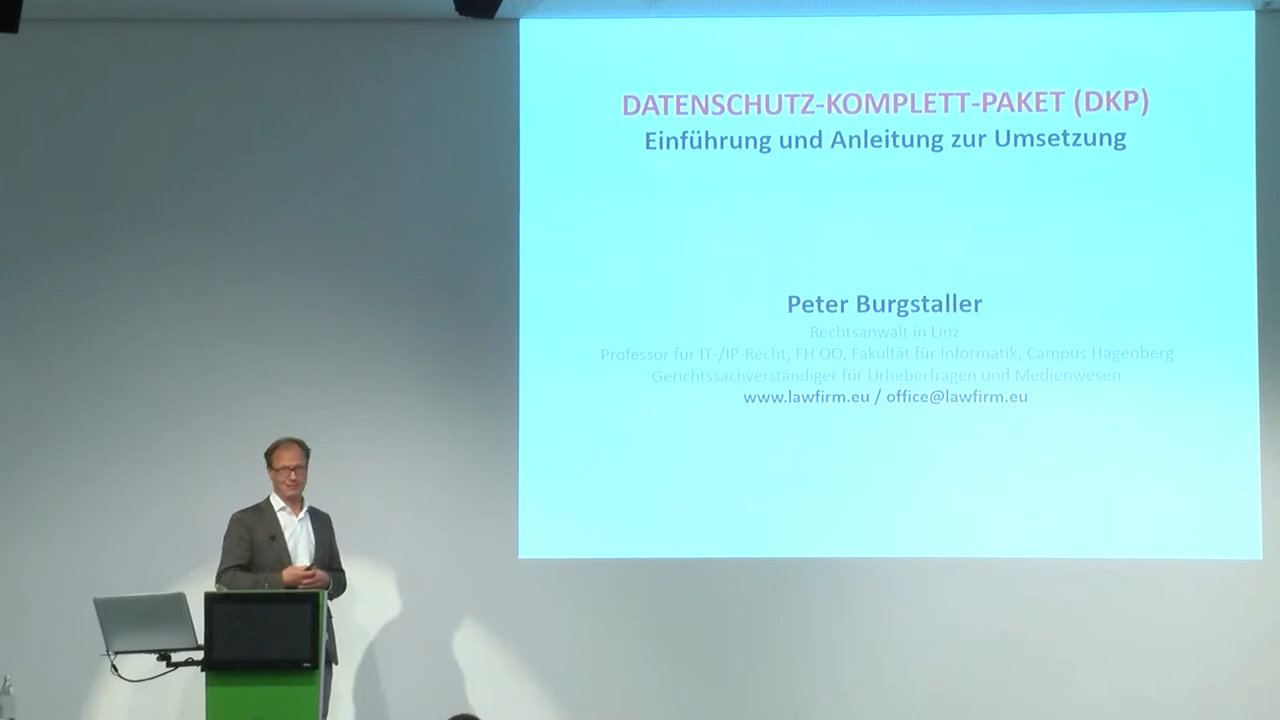 DATENSCHUTZ-KOMPLETT-PAKET (DKP)
Einführung und Anleitung zur Umsetzung
Peter Burgstaller
Rechtsanwalt in Linz
Professor für IT-/IP-Recht, FH OÖ, Fakultät für Informatik, Campus Hagenberg
Gerichtssachverständiger für Urheberfragen und Medienwesen
www.lawfirm.eu / office@lawfirm.eu